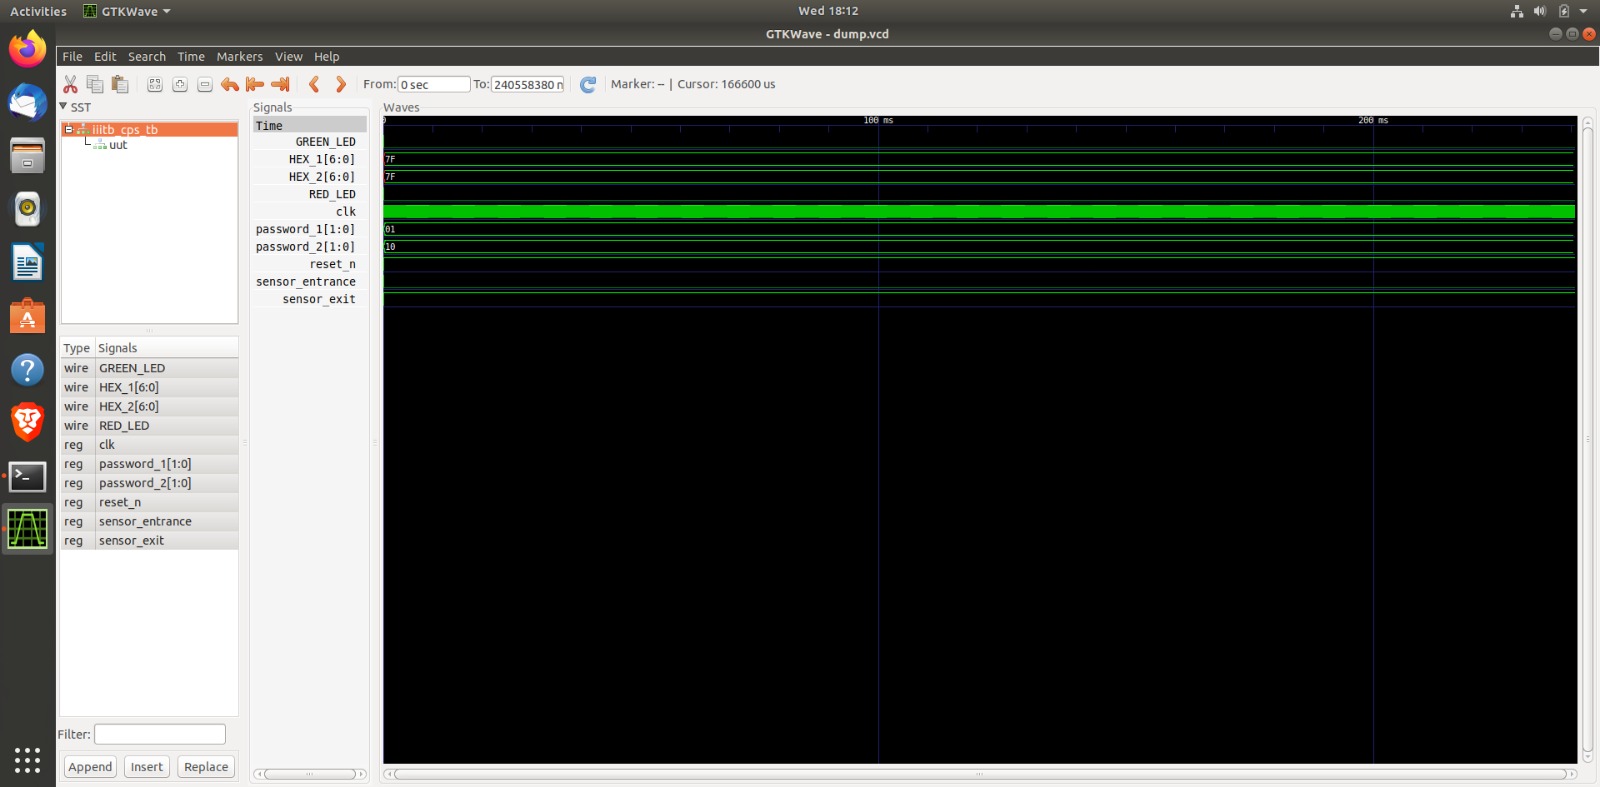 Activities GTKWave Wed 18:12
GTKWave - dump.vcd
File Edit Search Time Markers View Help
From: 0 sec To: 240558380 n Marker: -- | Cursor: 166600 us
SST
iiitb_cps_tb
uut
Type Signals
wire GREEN_LED
wire HEX_1[6:0]
wire HEX_2[6:0]
wire RED_LED
reg clk
reg password_1[1:0]
reg password_2[1:0]
reg reset_n
reg sensor_entrance
reg sensor_exit
Filter:
Append Insert Replace
Signals
Time
GREEN_LED
HEX_1[6:0]
HEX_2[6:0]
RED_LED
clk
password_1[1:0]
password_2[1:0]
reset_n
sensor_entrance
sensor_exit
Waves
0 100 ms 200 ms
7F
7F
01
10